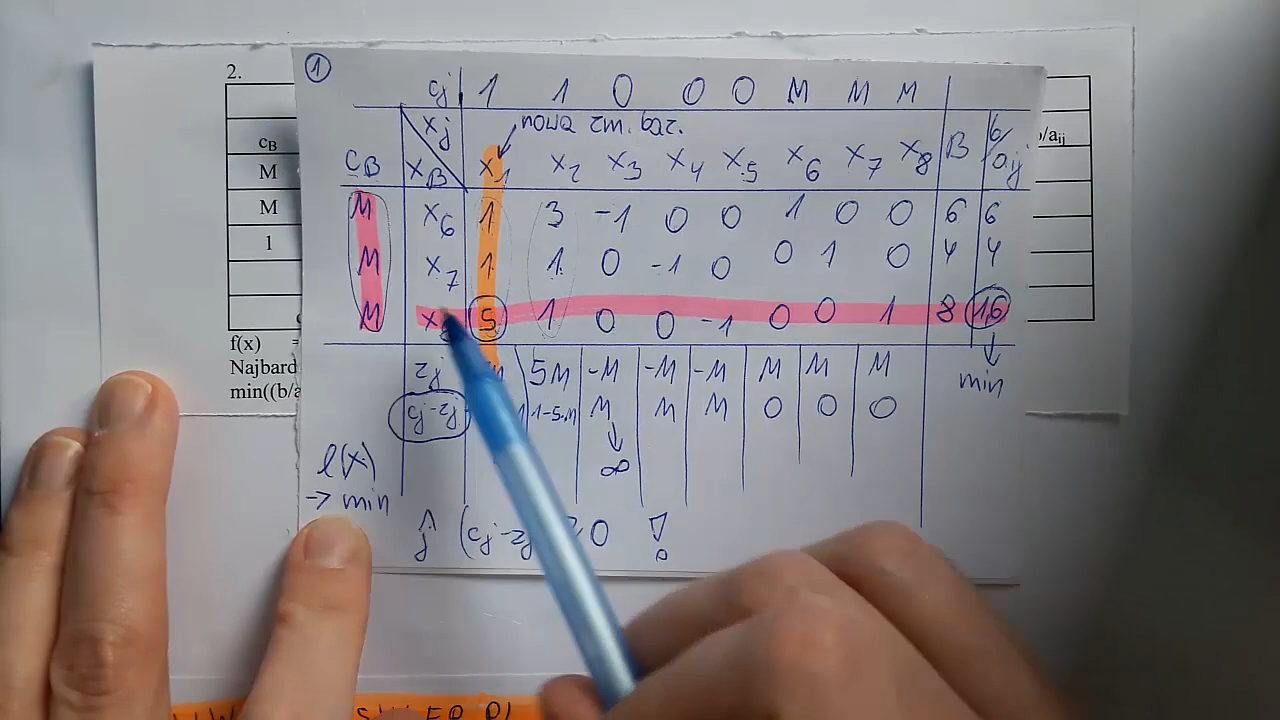 2.
①
cj 1 1 0 0 0 M M M
xj nowa zm. baz.
cB xB x1 x2 x3 x4 x5 x6 x7 x8 B b/aij
M x6 1 3 -1 0 0 1 0 0 6 6
M x7 1 1 0 -1 0 0 1 0 4 4
M 5 1 0 0 -1 0 0 1 8 1,6
zj 5M -M -M -M M M M min
cj-zj 1-5M M M M 0 0 0
∞
f(x)
→ min
j (cj-zj 0 !
cB
M
M
1
b/aij
f(x) =
min((b/a